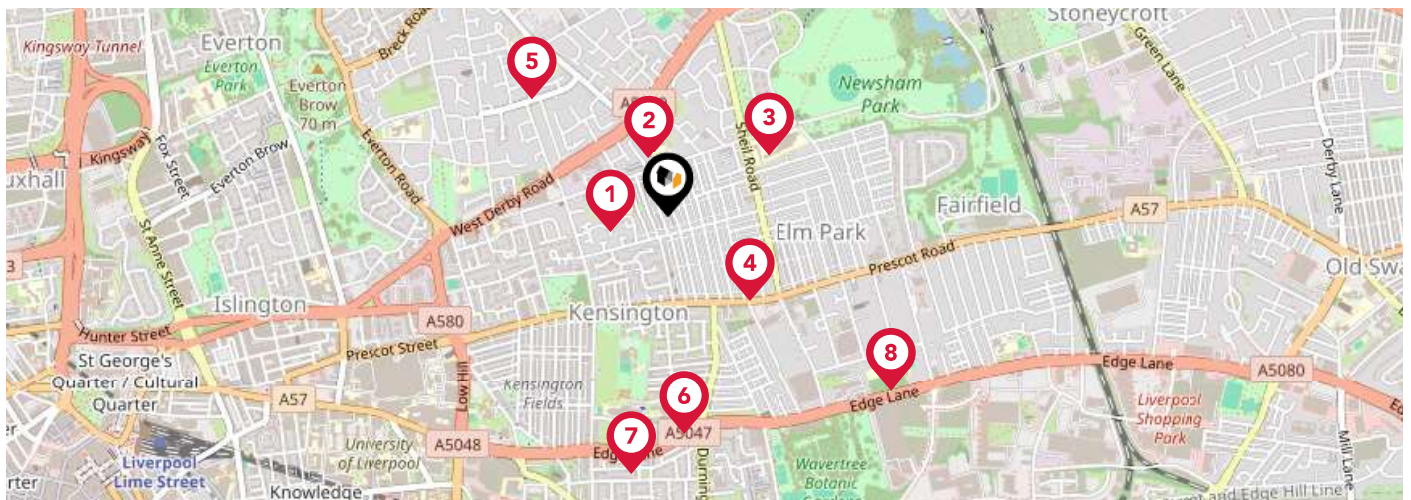 Kingsway Tunnel
Everton
Everton
Park
Breck Road
Everton
Brow
70 m
Stoneycroft
Green Lane
Newsham
Park
5
2
3
1
4
8
6
7
Kingsway
Fox Street
Everton Brow
Everton Road
West Derby Road
Sheil Road
Derby Lane
uxhall
St Anne Street
Fairfield
A57
Elm Park
Prescot Road
Old Swa
3
Islington
Kensington
A580
Hunter Street
Prescot Street
St George's
Quarter / Cultural
Quarter
Low Hill
Kensington
Fields
Edge Lane
Edge Lane
A5080
A57
A5048
A5047
Liverpool
Shopping
Park
Mill Lane
University
of Liverpool
Liverpool
Lime Street
Knowledge
Durning
Wavertree
Botanic
rter